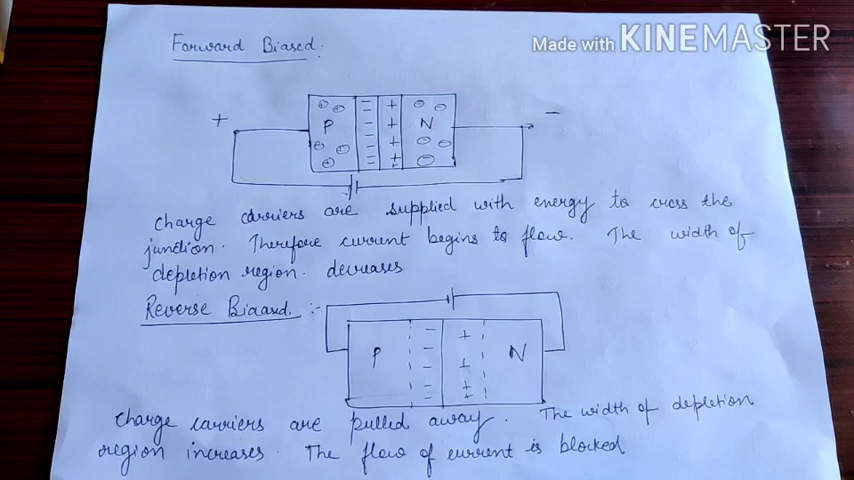 Made with KINEMASTER
Forward Biased.
+ −
P − + N
− +
− +
− +
− +
charge carriers are supplied with energy to cross the
junction. Therefore current begins to flow. The width of
depletion region. decreases
Reverse Biaasd. :-
P − + N
− +
− +
− +
charge carriers are pulled away. The width of depletion
region increases. The flow of current is blocked